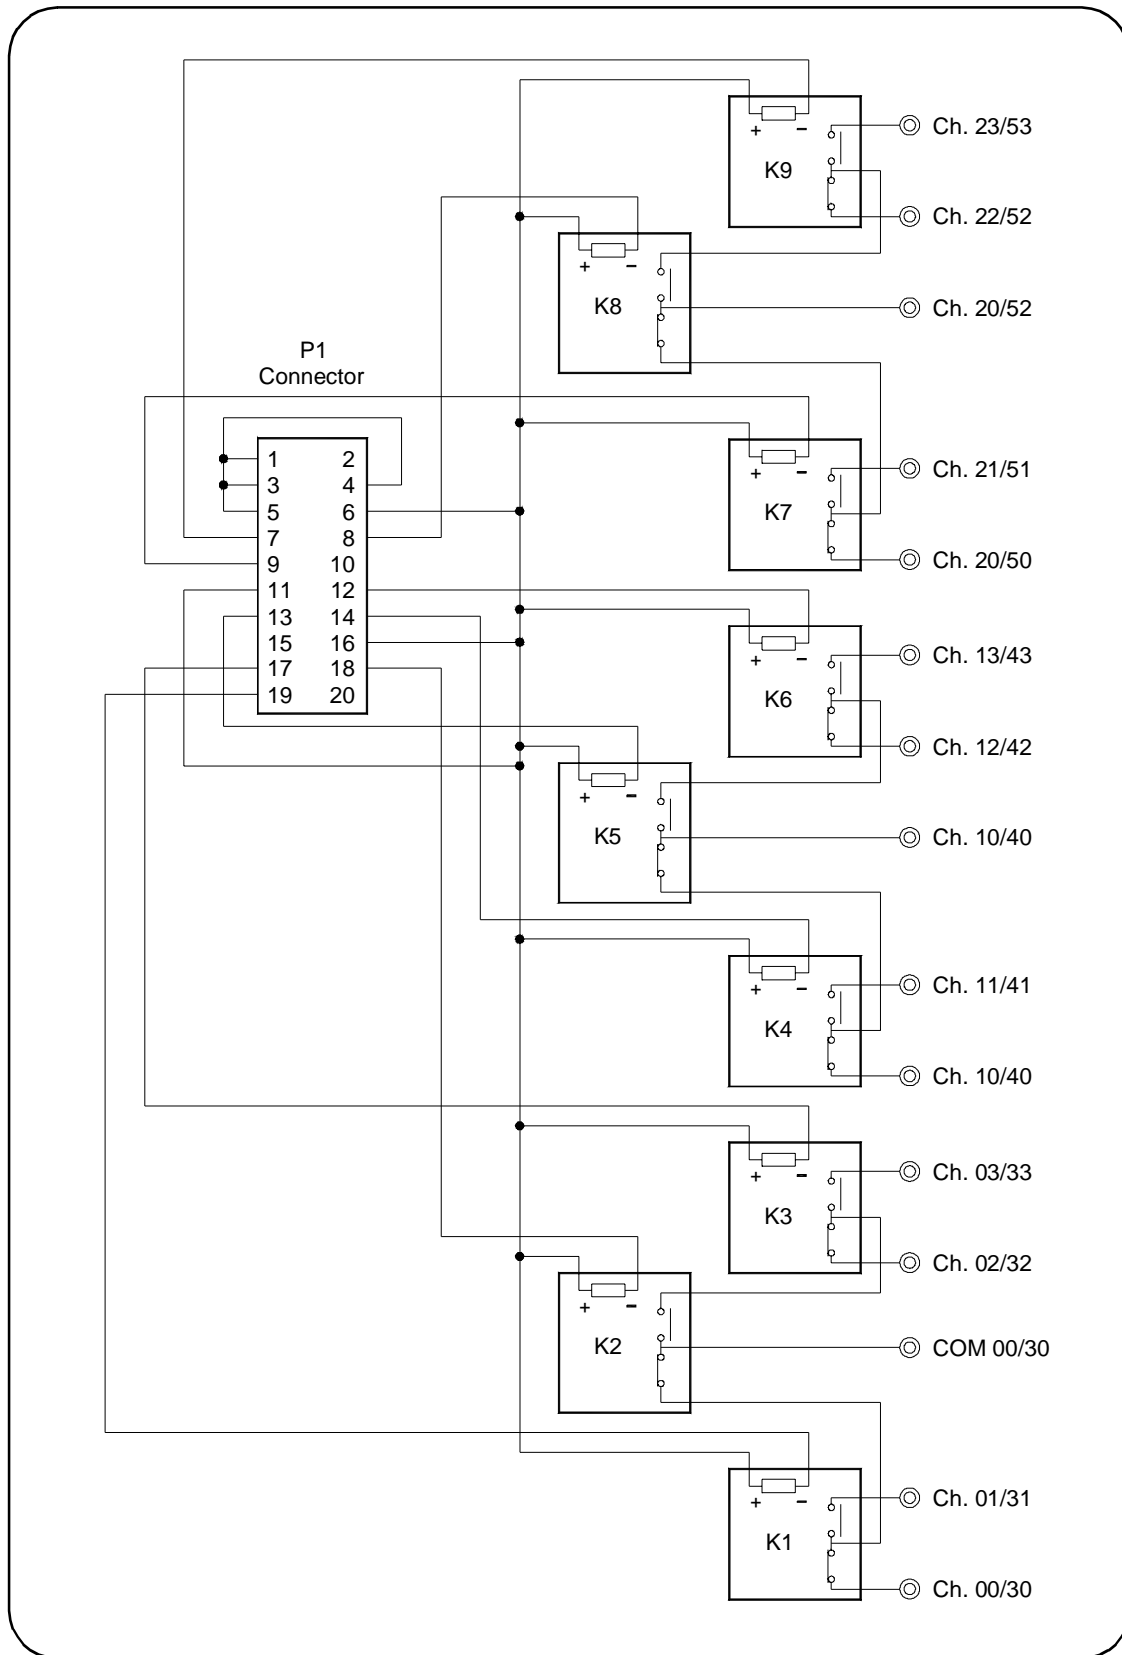 + −
K9
Ch. 23/53
Ch. 22/52
+ −
K8
Ch. 20/52
P1
Connector
1 2
3 4
5 6
7 8
9 10
11 12
13 14
15 16
17 18
19 20
+ −
K7
Ch. 21/51
Ch. 20/50
+ −
K6
Ch. 13/43
Ch. 12/42
+ −
K5
Ch. 10/40
+ −
K4
Ch. 11/41
Ch. 10/40
+ −
K3
Ch. 03/33
Ch. 02/32
+ −
K2
COM 00/30
+ −
K1
Ch. 01/31
Ch. 00/30